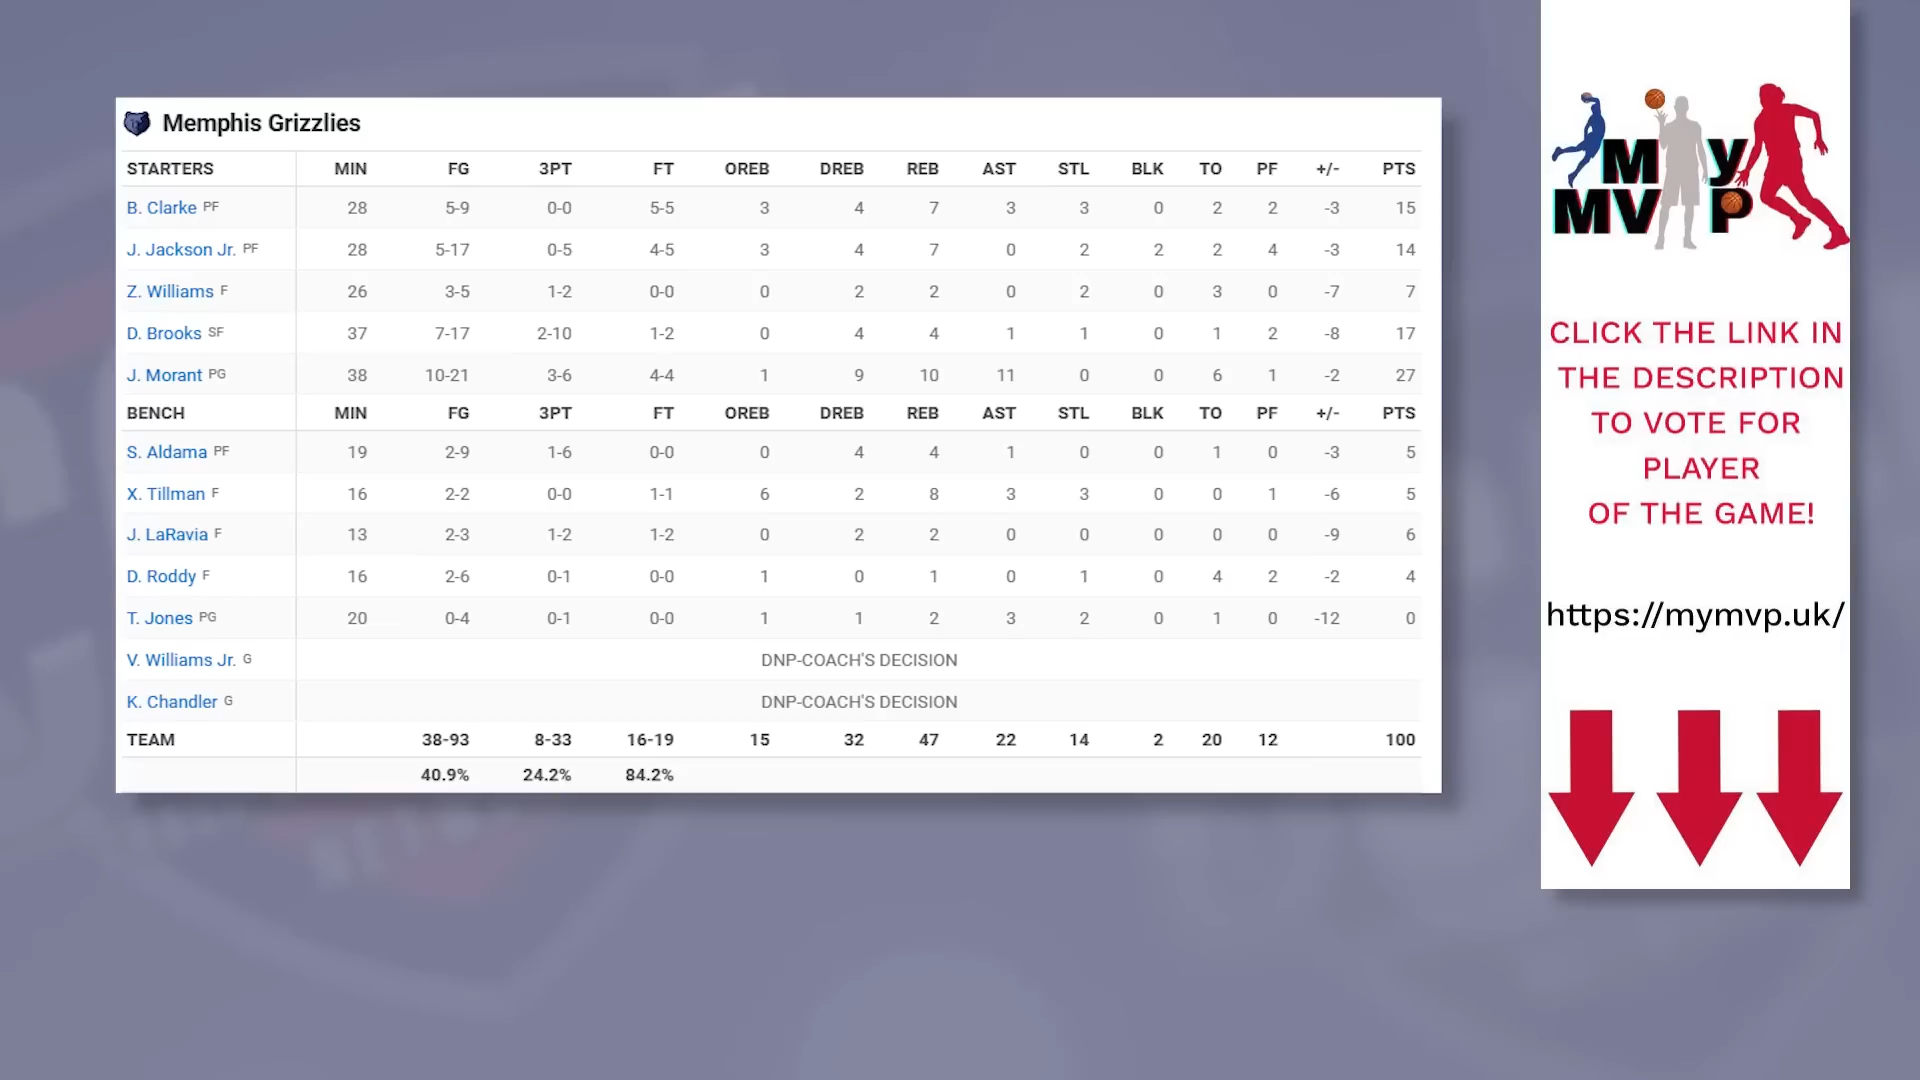 Memphis Grizzlies
STARTERS MIN FG 3PT FT OREB DREB REB AST STL BLK TO PF +/- PTS
B. Clarke PF 28 5-9 0-0 5-5 3 4 7 3 3 0 2 2 -3 15
J. Jackson Jr. PF 28 5-17 0-5 4-5 3 4 7 0 2 2 2 4 -3 14
Z. Williams F 26 3-5 1-2 0-0 0 2 2 0 2 0 3 0 -7 7
D. Brooks SF 37 7-17 2-10 1-2 0 4 4 1 1 0 1 2 -8 17
J. Morant PG 38 10-21 3-6 4-4 1 9 10 11 0 0 6 1 -2 27
BENCH MIN FG 3PT FT OREB DREB REB AST STL BLK TO PF +/- PTS
S. Aldama PF 19 2-9 1-6 0-0 0 4 4 1 0 0 1 0 -3 5
X. Tillman F 16 2-2 0-0 1-1 6 2 8 3 3 0 0 1 -6 5
J. LaRavia F 13 2-3 1-2 1-2 0 2 2 0 0 0 0 0 -9 6
D. Roddy F 16 2-6 0-1 0-0 1 0 1 0 1 0 4 2 -2 4
T. Jones PG 20 0-4 0-1 0-0 1 1 2 3 2 0 1 0 -12 0
V. Williams Jr. G DNP-COACH'S DECISION
K. Chandler G DNP-COACH'S DECISION
TEAM 38-93 8-33 16-19 15 32 47 22 14 2 20 12 100
40.9% 24.2% 84.2%
My
MVP
CLICK THE LINK IN
THE DESCRIPTION
TO VOTE FOR
PLAYER
OF THE GAME!
https://mymvp.uk/